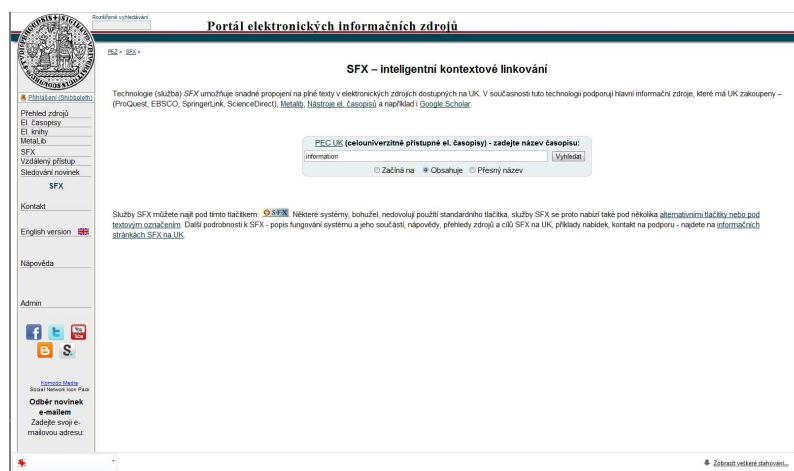 Rozšířené vyhledávání
Portál elektronických informačních zdrojů
PEZ » SFX »
SFX – inteligentní kontextové linkování
Přihlášení (Shibboleth)
Přehled zdrojů
El. časopisy
El. knihy
MetaLib
SFX
Vzdálený přístup
Sledování novinek
SFX
Kontakt
English version
Nápověda
Admin
Technologie (služba) SFX umožňuje snadné propojení na plné texty v elektronických zdrojích dostupných na UK. V současnosti tuto technologii podporují hlavní informační zdroje, které má UK zakoupeny –
(ProQuest, EBSCO, SpringerLink, ScienceDirect), Metalib, Nástroje el. časopisů a například i Google Scholar.
PEC UK (celouniverzitně přístupné el. časopisy) - zadejte název časopisu:
information
Vyhledat
Začíná na Obsahuje Přesný název
Služby SFX můžete najít pod tímto tlačítkem: SFX Některé systémy, bohužel, nedovolují použití standardního tlačítka, služby SFX se proto nabízí také pod několika alternativními tlačítky nebo pod
textovým označením. Další podrobnosti k SFX - popis fungování systému a jeho součástí, nápovědy, přehledy zdrojů a cílů SFX na UK, příklady nabídek, kontakt na podporu - najdete na informačních
stránkách SFX na UK.
You
Tube
S.
Komodo Media
Social Network Icon Pack
Odběr novinek
e-mailem
Zadejte svoji e-
mailovou adresu:
Zobrazit veškeré stahování...